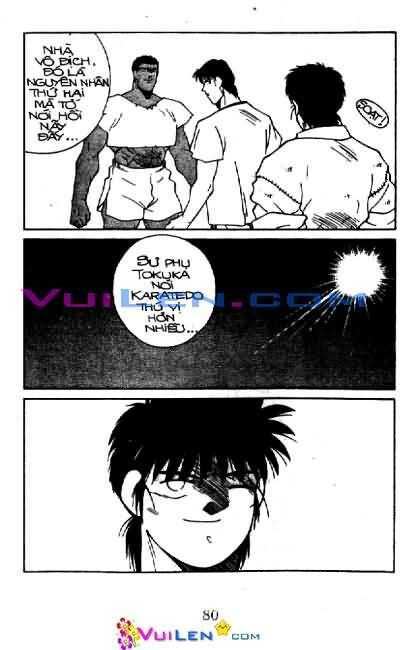 NHÀ
VÔ ĐỊCH,
ĐÓ LÀ
NGUYÊN NHÂN
THỨ HAI
MÀ TỚ
NÓI HỒI
NÃY
ĐẤY...
SOẠT!
SƯ PHỤ
TOKUKA
NÓI
KARATEDO
THÚ VỊ
HƠN
NHIỀU...
VUILEN.COM
80
VUILEN.COM